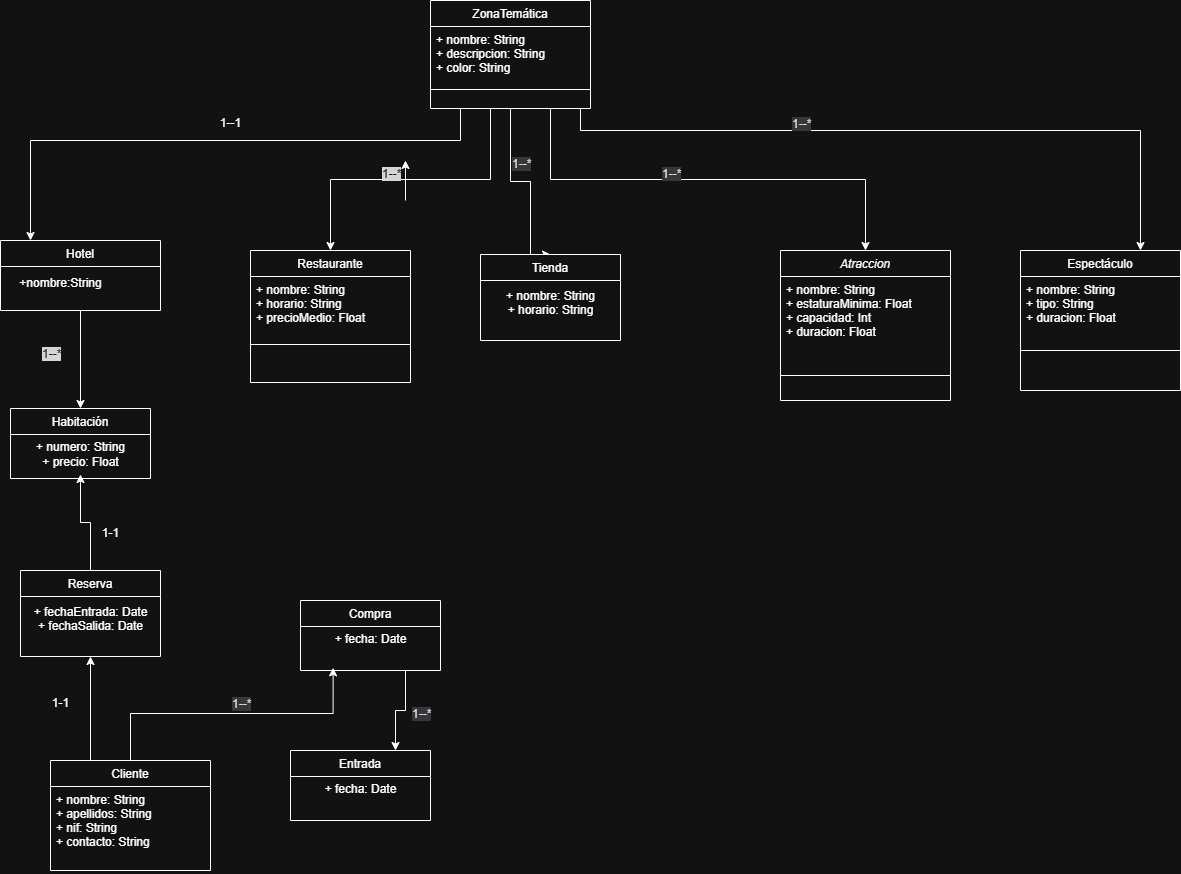 ZonaTemática
+ nombre: String
+ descripcion: String
+ color: String
1--1
1--*
1--*
1--*
1--*
Hotel
+nombre:String
Restaurante
+ nombre: String
+ horario: String
+ precioMedio: Float
Tienda
+ nombre: String
+ horario: String
Atraccion
+ nombre: String
+ estaturaMinima: Float
+ capacidad: Int
+ duracion: Float
Espectáculo
+ nombre: String
+ tipo: String
+ duracion: Float
1--*
Habitación
+ numero: String
+ precio: Float
1-1
Reserva
+ fechaEntrada: Date
+ fechaSalida: Date
Compra
+ fecha: Date
1-1
1--*
1--*
Entrada
+ fecha: Date
Cliente
+ nombre: String
+ apellidos: String
+ nif: String
+ contacto: String